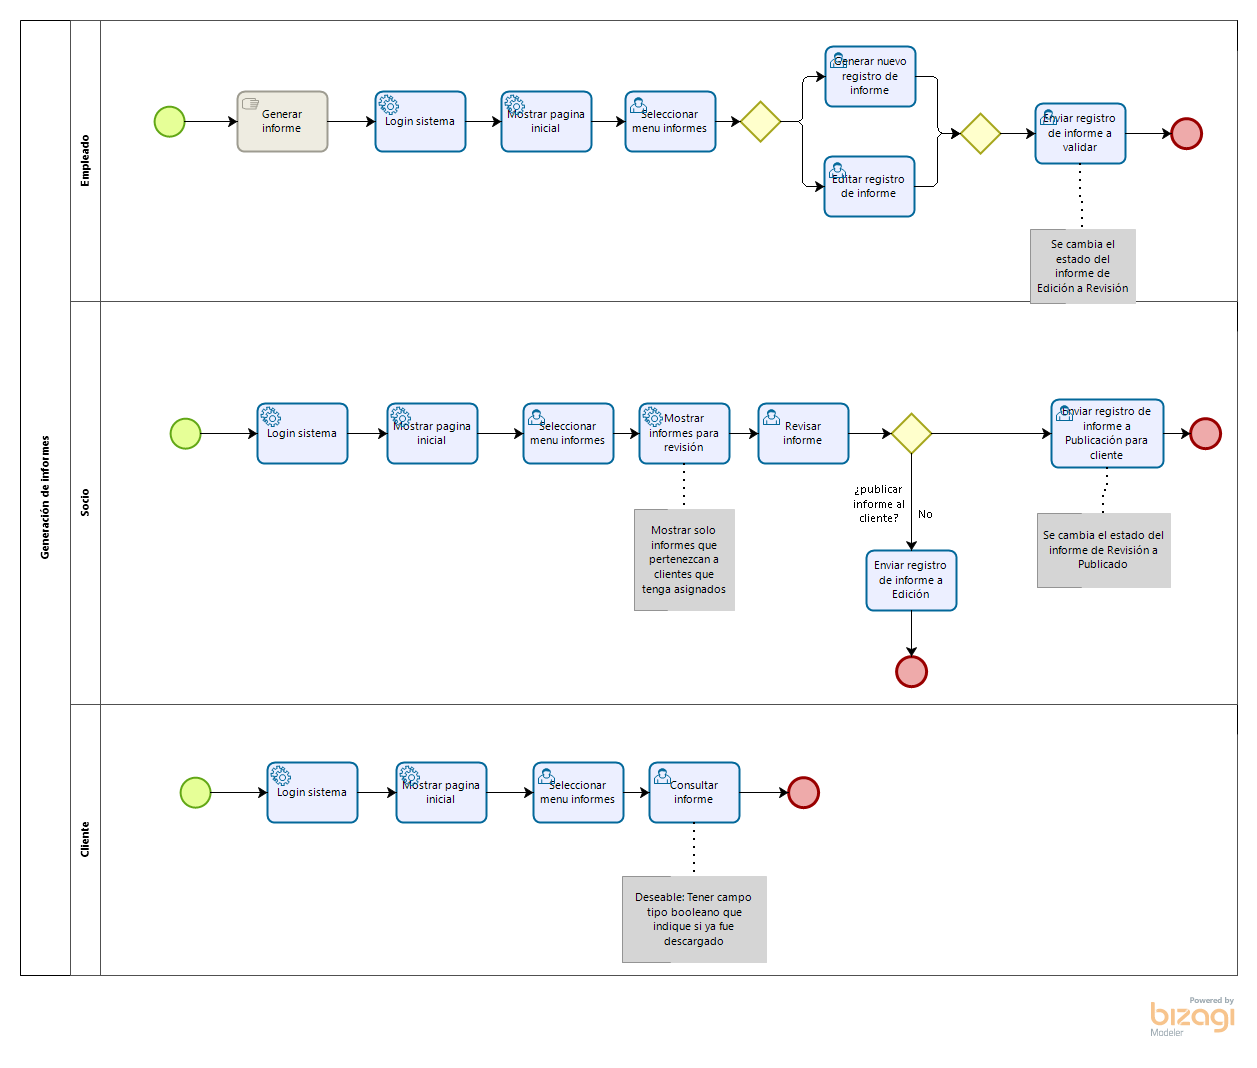 Generación de informes
Empleado
Generar
informe
Login sistema
Mostrar pagina
inicial
Seleccionar
menu informes
Generar nuevo
registro de
informe
Editar registro
de informe
Enviar registro
de informe a
validar
Se cambia el
estado del
informe de
Edición a Revisión
Socio
Login sistema
Mostrar pagina
inicial
Seleccionar
menu informes
Mostrar
informes para
revisión
Revisar
informe
Enviar registro de
informe a
Publicación para
cliente
¿publicar
informe al
cliente?
No
Mostrar solo
informes que
pertenezcan a
clientes que
tenga asignados
Enviar registro
de informe a
Edición
Se cambia el estado del
informe de Revisión a
Publicado
Cliente
Login sistema
Mostrar pagina
inicial
Seleccionar
menu informes
Consultar
informe
Deseable: Tener campo
tipo booleano que
indique si ya fue
descargado
Powered by
bizagi
Modeler